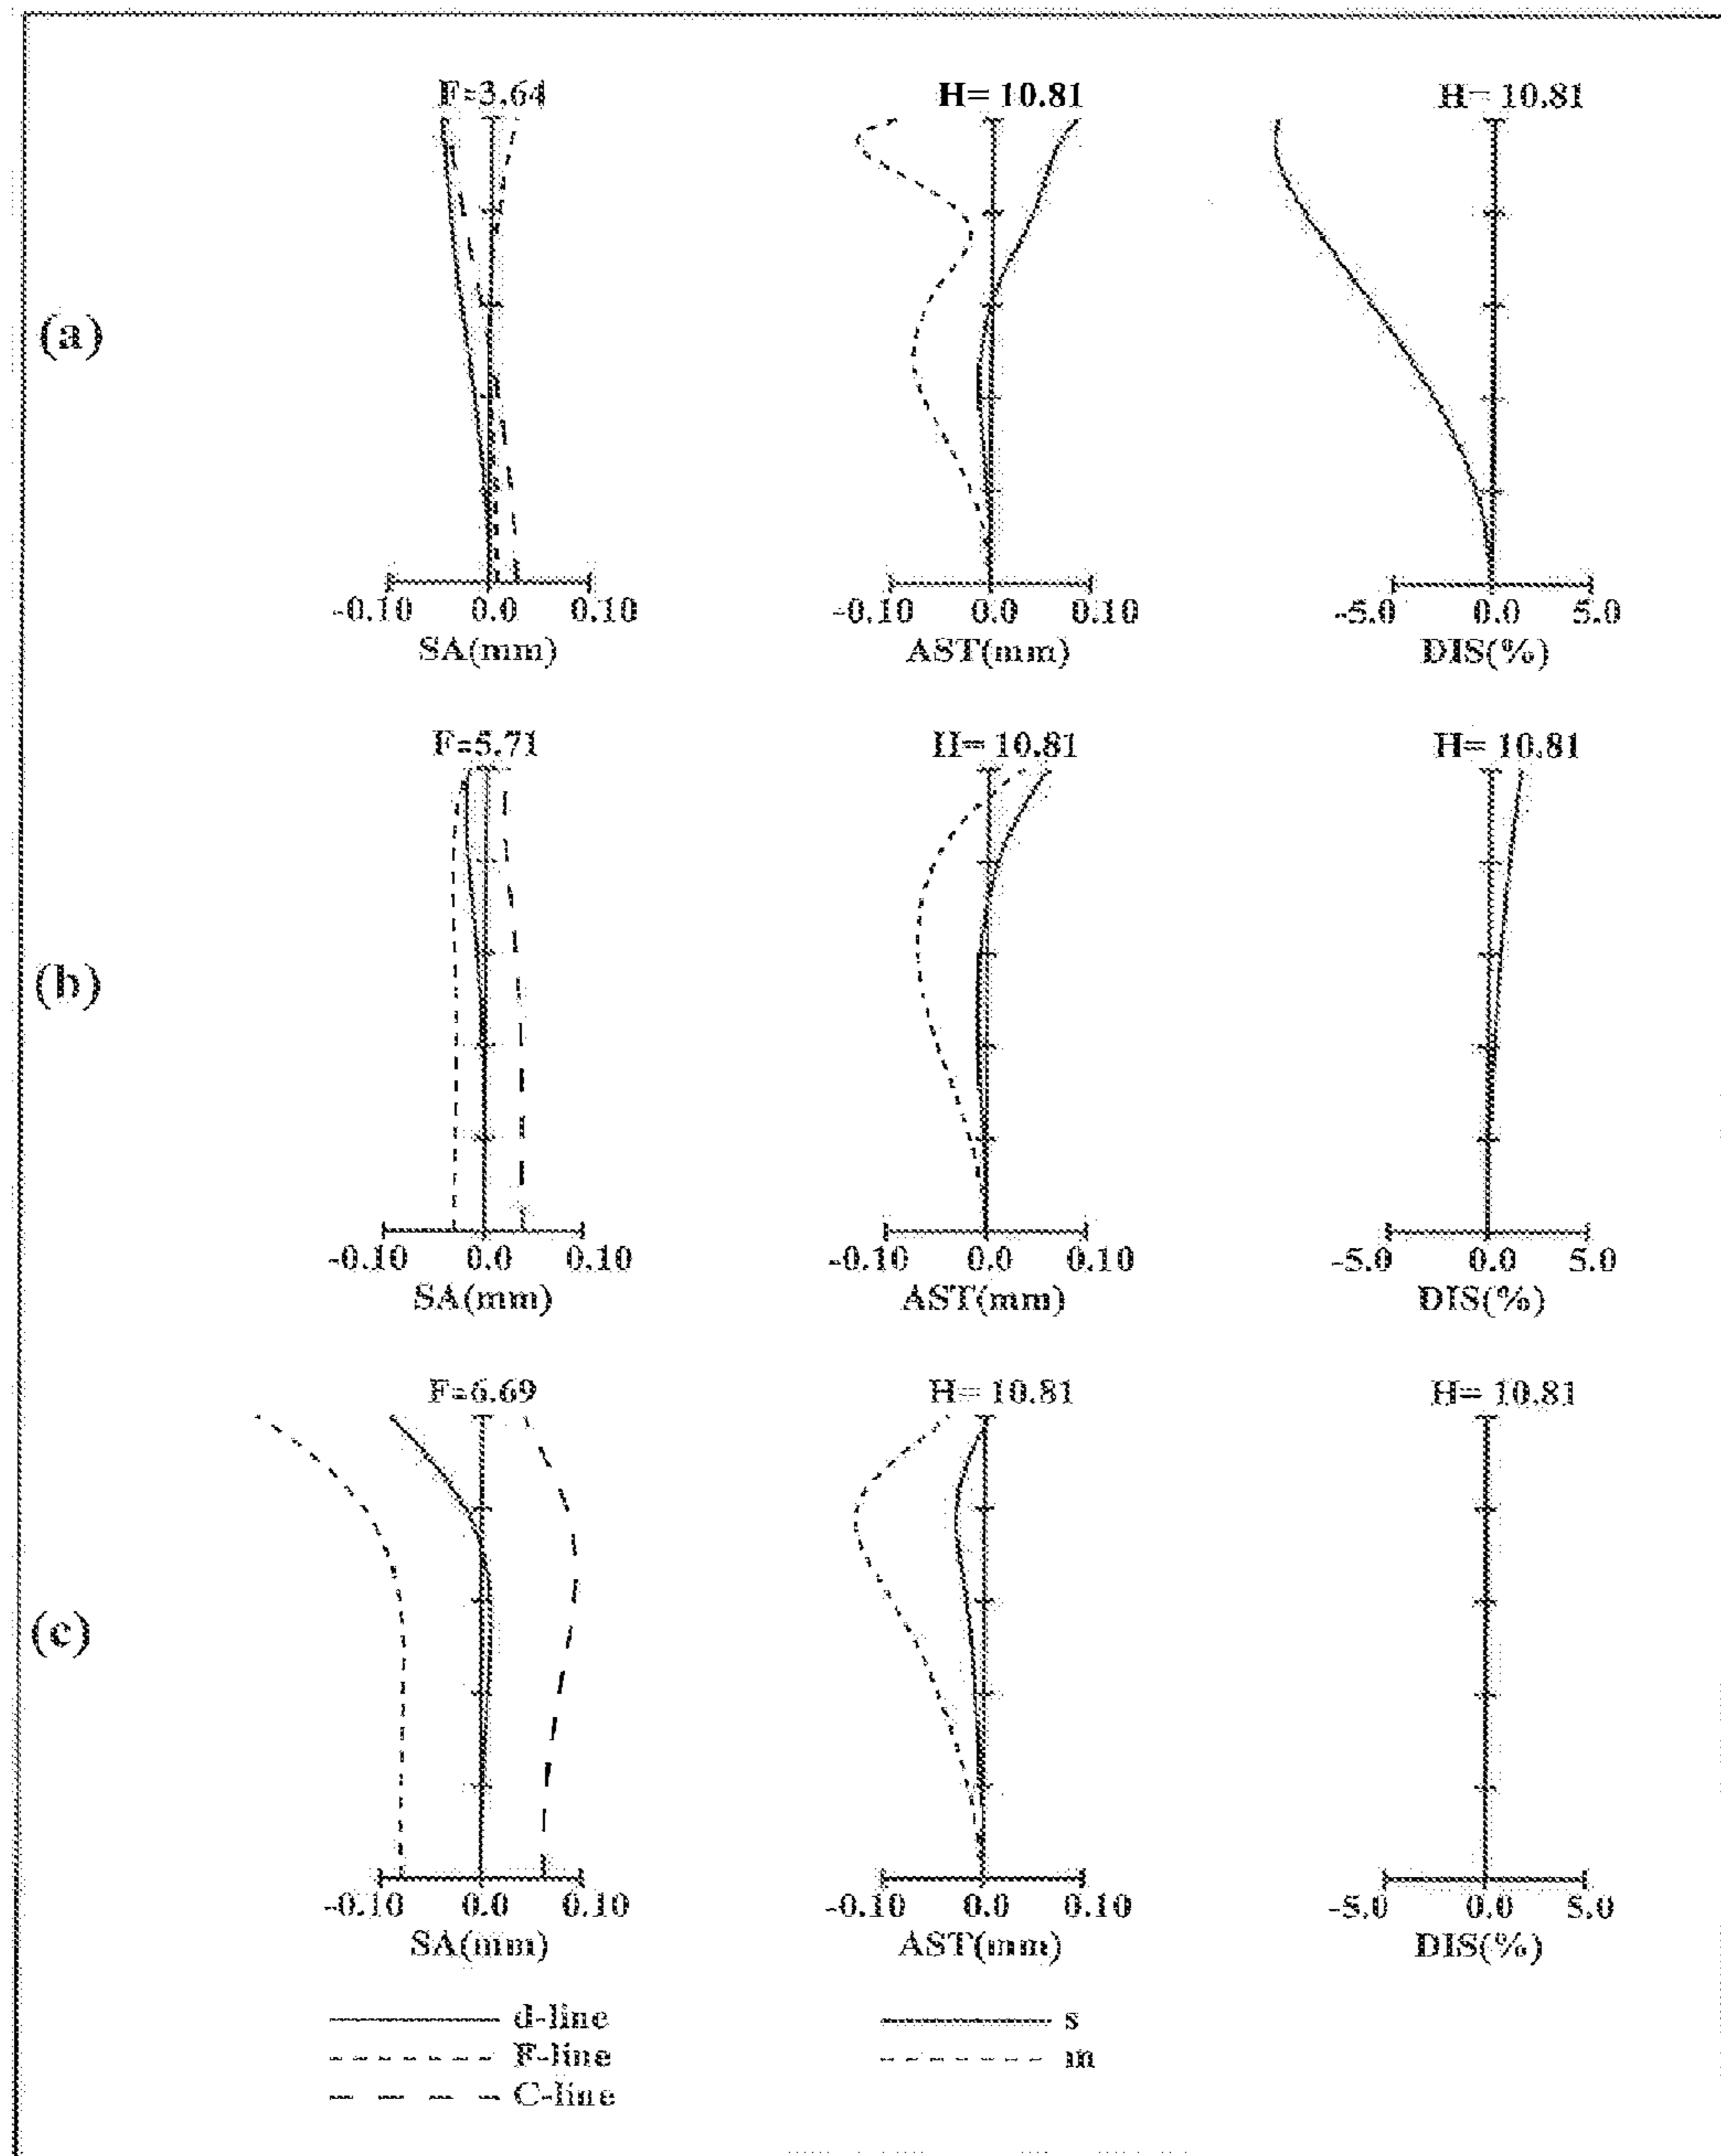 F=3.64 H= 10.81 H= 10.81
(a)
-0.10 0.0 0.10 -0.10 0.0 0.10 -5.0 0.0 5.0
SA(mm) AST(mm) DIS(%)
F=5.71 H= 10.81 H= 10.81
(b)
-0.10 0.0 0.10 -0.10 0.0 0.10 -5.0 0.0 5.0
SA(mm) AST(mm) DIS(%)
F=6.69 H= 10.81 H= 10.81
(c)
-0.10 0.0 0.10 -0.10 0.0 0.10 -5.0 0.0 5.0
SA(mm) AST(mm) DIS(%)
d-line s
F-line m
C-line